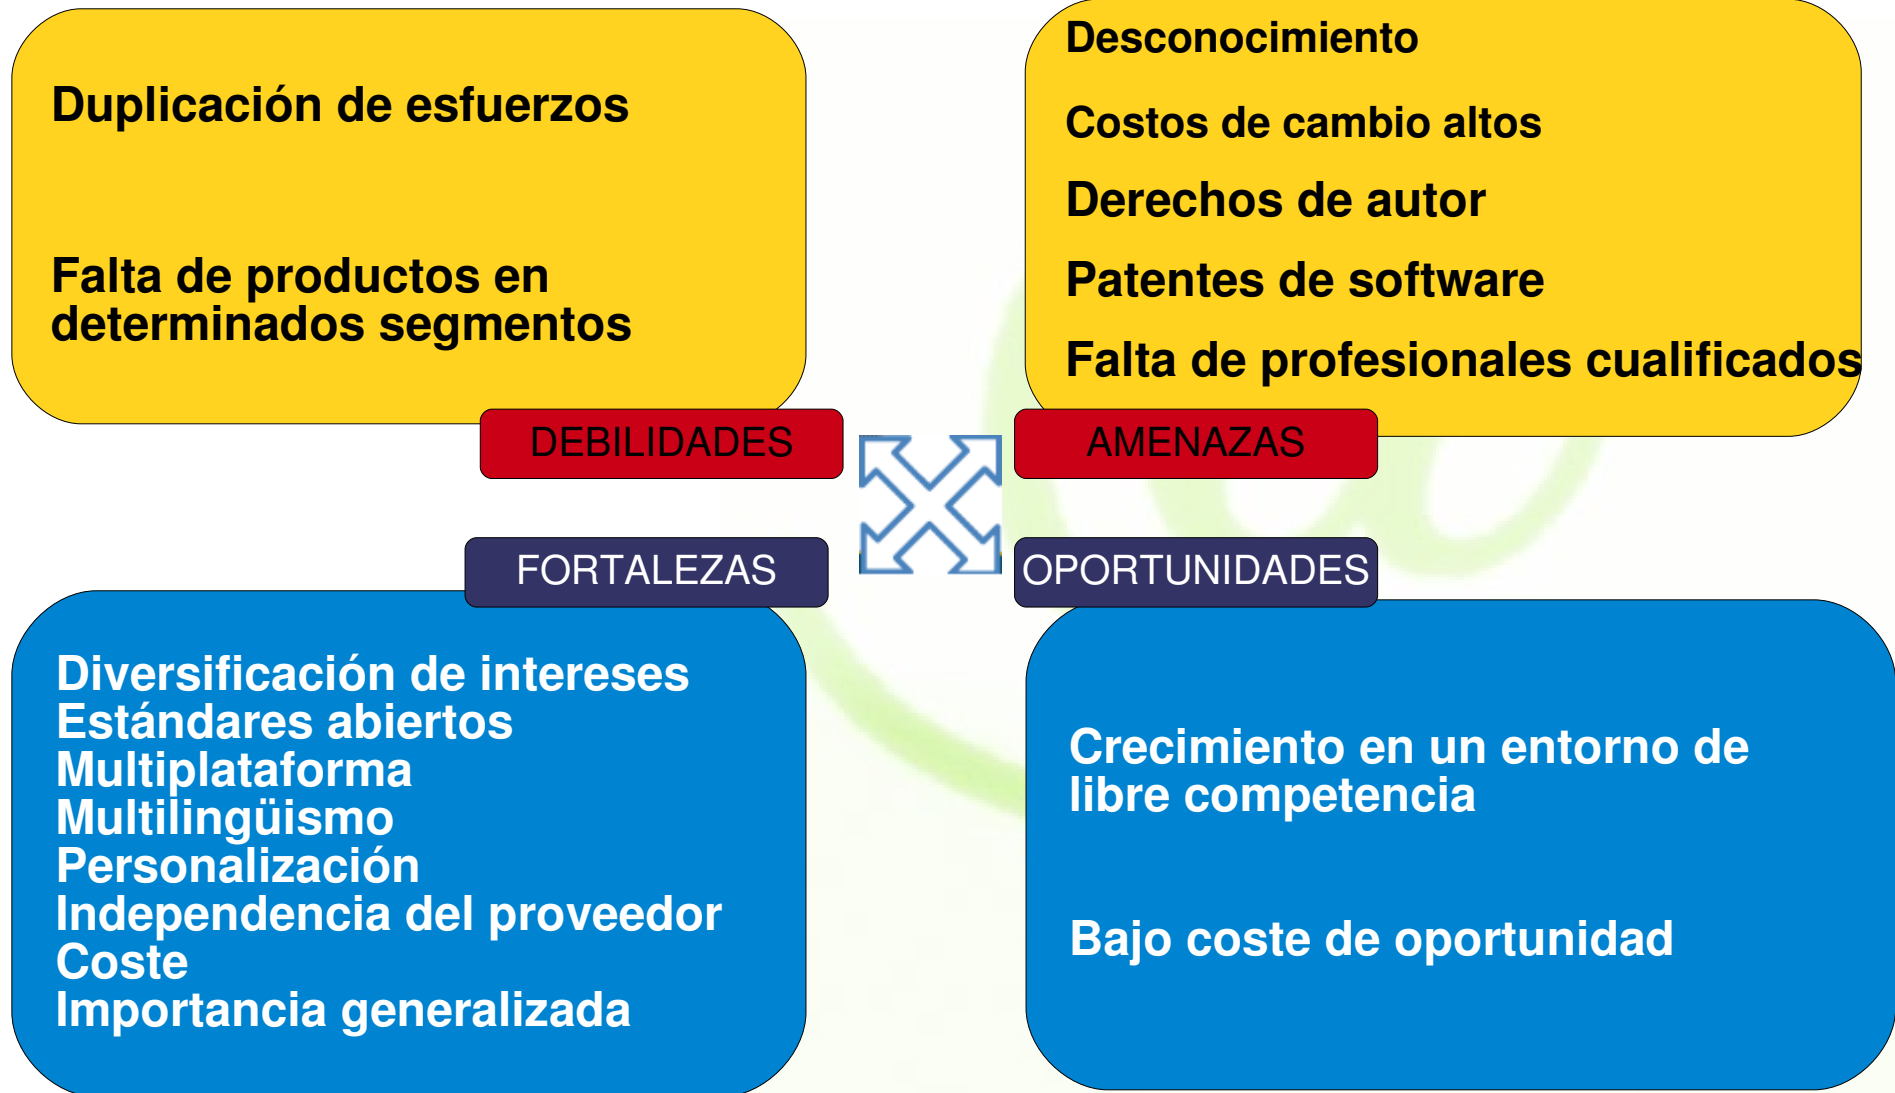 Duplicación de esfuerzos
Falta de productos en
determinados segmentos
DEBILIDADES
Desconocimiento
Costos de cambio altos
Derechos de autor
Patentes de software
Falta de profesionales cualificados
AMENAZAS
FORTALEZAS
Diversificación de intereses
Estándares abiertos
Multiplataforma
Multilingüismo
Personalización
Independencia del proveedor
Coste
Importancia generalizada
OPORTUNIDADES
Crecimiento en un entorno de
libre competencia
Bajo coste de oportunidad